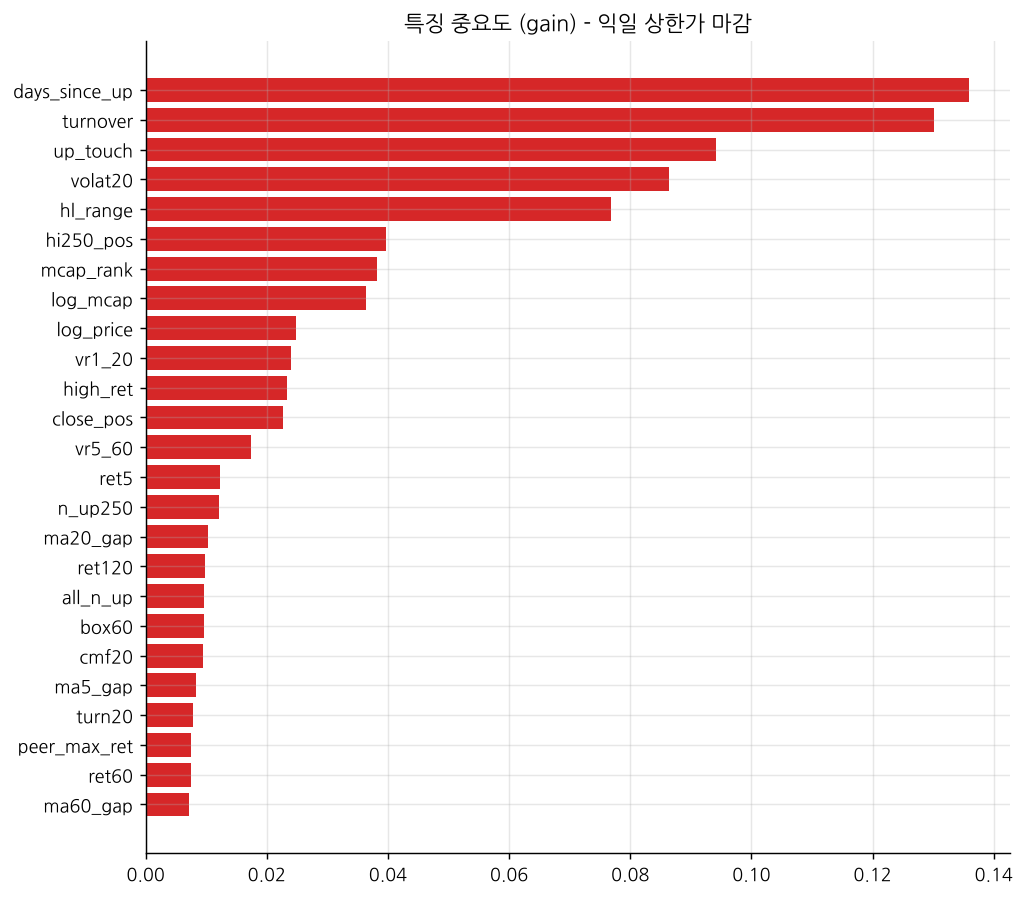 특징 중요도 (gain) - 익일 상한가 마감
days_since_up
turnover
up_touch
volat20
hl_range
hi250_pos
mcap_rank
log_mcap
log_price
vr1_20
high_ret
close_pos
vr5_60
ret5
n_up250
ma20_gap
ret120
all_n_up
box60
cmf20
ma5_gap
turn20
peer_max_ret
ret60
ma60_gap
0.00 0.02 0.04 0.06 0.08 0.10 0.12 0.14